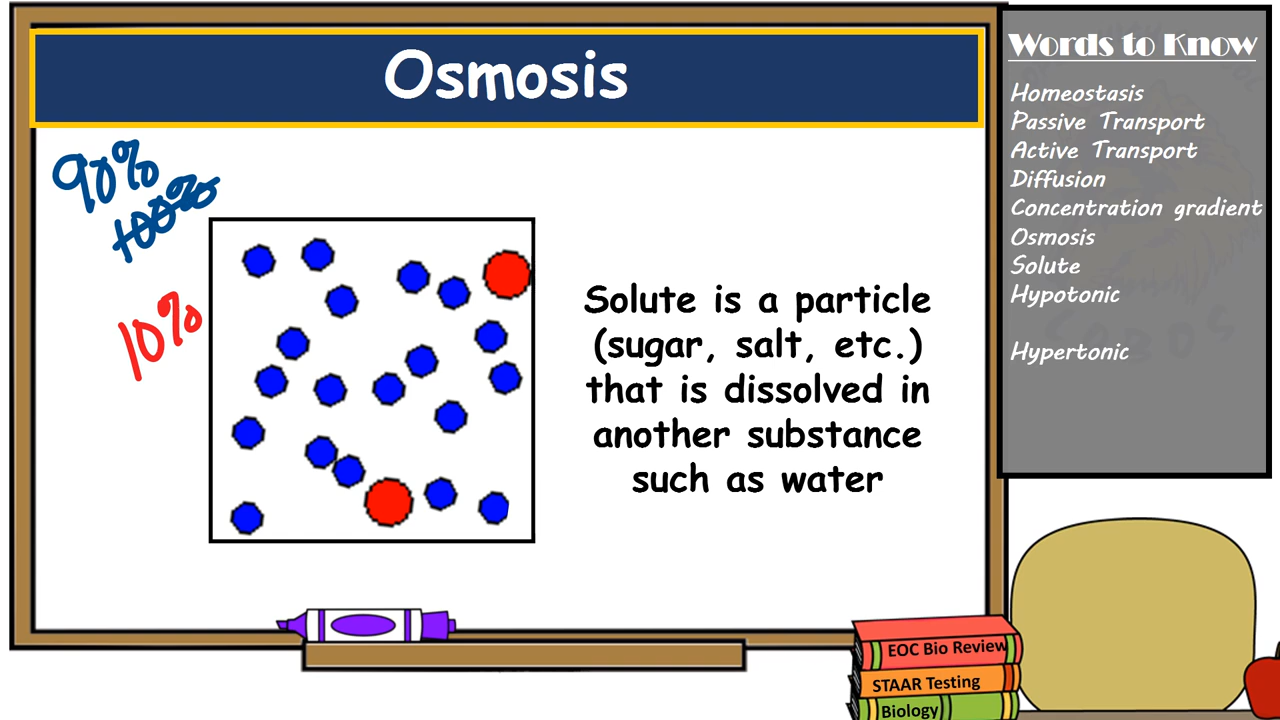 Osmosis
90%
100%
10%
Solute is a particle
(sugar, salt, etc.)
that is dissolved in
another substance
such as water
Words to Know
Homeostasis
Passive Transport
Active Transport
Diffusion
Concentration gradient
Osmosis
Solute
Hypotonic
Hypertonic
EOC Bio Review
STAAR Testing
Biology